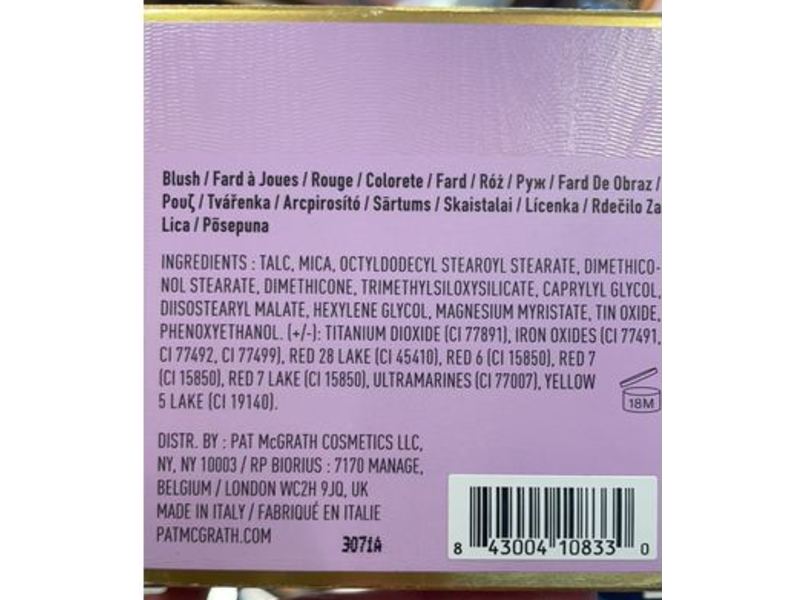 Blush / Fard à Joues / Rouge / Colorete / Fard / Róż / Руж / Fard De Obraz /
Ρουζ / Tvářenka / Arcpirosító / Sārtums / Skaistalai / Lícenka / Rdečilo Za
Lica / Põsepuna
INGREDIENTS : TALC, MICA, OCTYLDODECYL STEAROYL STEARATE, DIMETHICO-
NOL STEARATE, DIMETHICONE, TRIMETHYLSILOXYSILICATE, CAPRYLYL GLYCOL,
DIISOSTEARYL MALATE, HEXYLENE GLYCOL, MAGNESIUM MYRISTATE, TIN OXIDE,
PHENOXYETHANOL. (+/-): TITANIUM DIOXIDE (CI 77891), IRON OXIDES (CI 77491,
CI 77492, CI 77499), RED 28 LAKE (CI 45410), RED 6 (CI 15850), RED 7
(CI 15850), RED 7 LAKE (CI 15850), ULTRAMARINES (CI 77007), YELLOW
5 LAKE (CI 19140).
18M
DISTR. BY : PAT McGRATH COSMETICS LLC,
NY, NY 10003 / RP BIORIUS : 7170 MANAGE,
BELGIUM / LONDON WC2H 9JQ, UK
MADE IN ITALY / FABRIQUÉ EN ITALIE
PATMCGRATH.COM
3071A
8 43004 10833 0